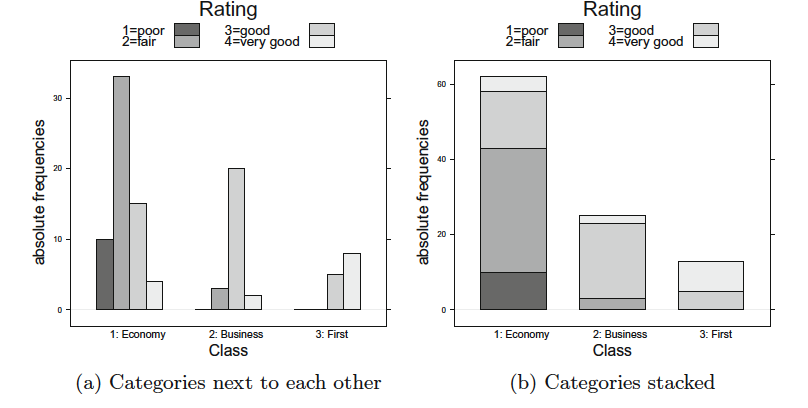 Rating
1=poor 3=good
2=fair 4=very good
absolute frequencies
30
20
10
0
1: Economy 2: Business 3: First
Class
(a) Categories next to each other
Rating
1=poor 3=good
2=fair 4=very good
absolute frequencies
60
40
20
0
1: Economy 2: Business 3: First
Class
(b) Categories stacked